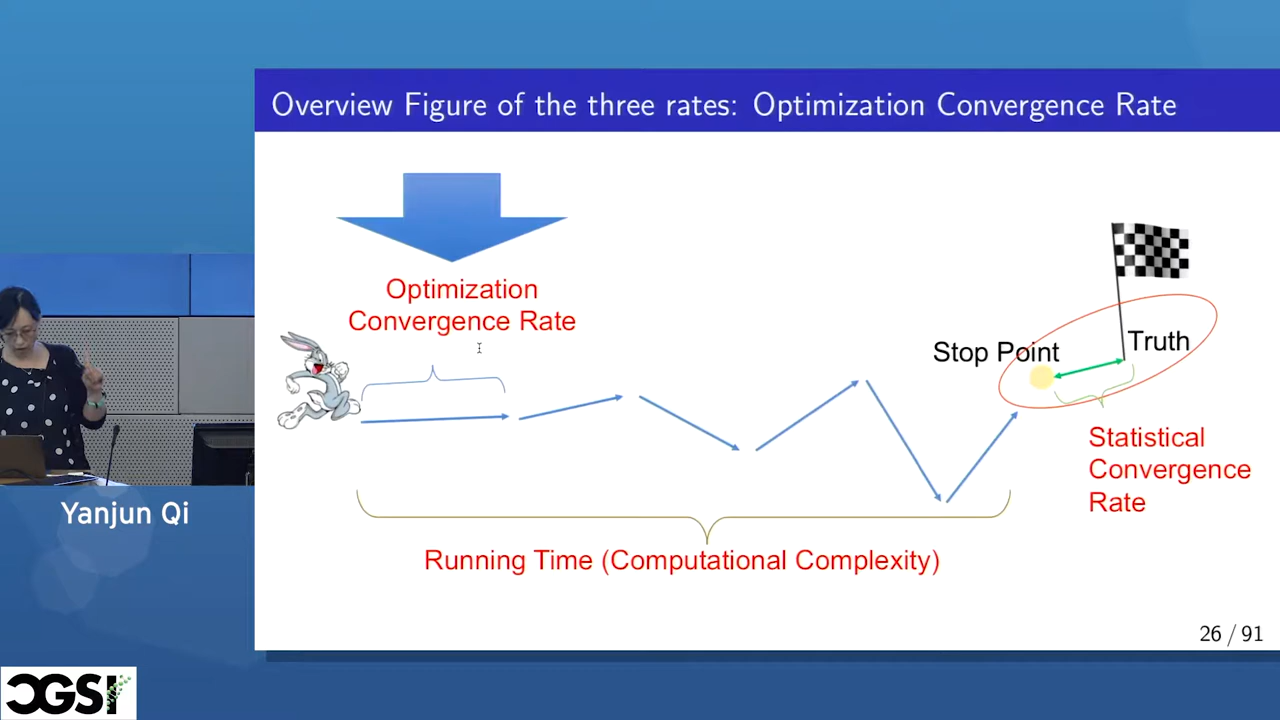 Overview Figure of the three rates: Optimization Convergence Rate
Optimization
Convergence Rate
Stop Point
Truth
Statistical
Convergence
Rate
Running Time (Computational Complexity)
26 / 91
Yanjun Qi
CGSI